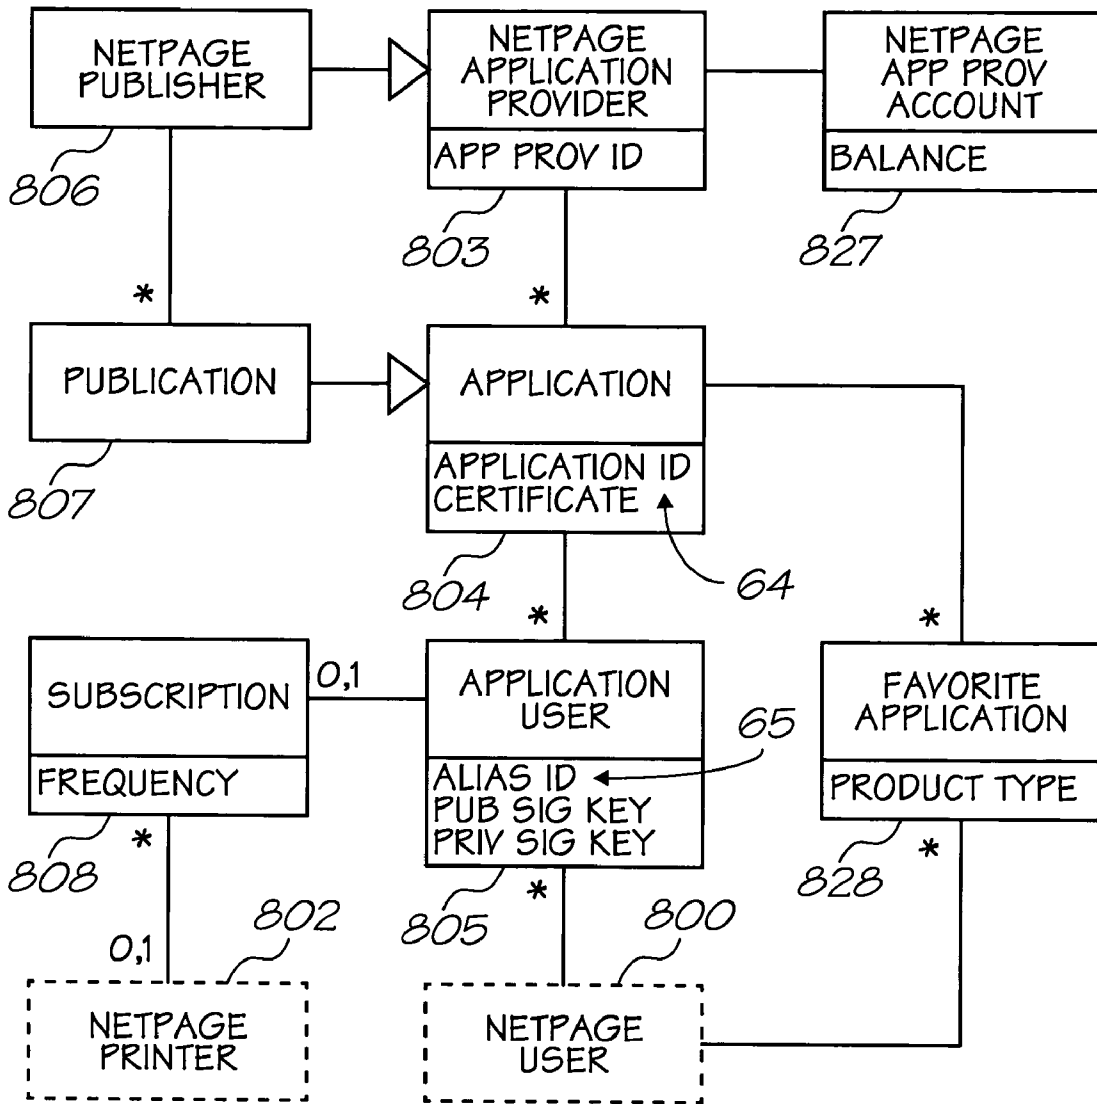 NETPAGE
PUBLISHER
NETPAGE
APPLICATION
PROVIDER
APP PROV ID
NETPAGE
APP PROV
ACCOUNT
BALANCE
806
803
827
*
*
PUBLICATION
APPLICATION
APPLICATION ID
CERTIFICATE
807
804
64
*
*
SUBSCRIPTION
FREQUENCY
0,1
APPLICATION
USER
65
ALIAS ID
PUB SIG KEY
PRIV SIG KEY
FAVORITE
APPLICATION
PRODUCT TYPE
808
*
805
*
828
*
802
800
0,1
NETPAGE
PRINTER
NETPAGE
USER